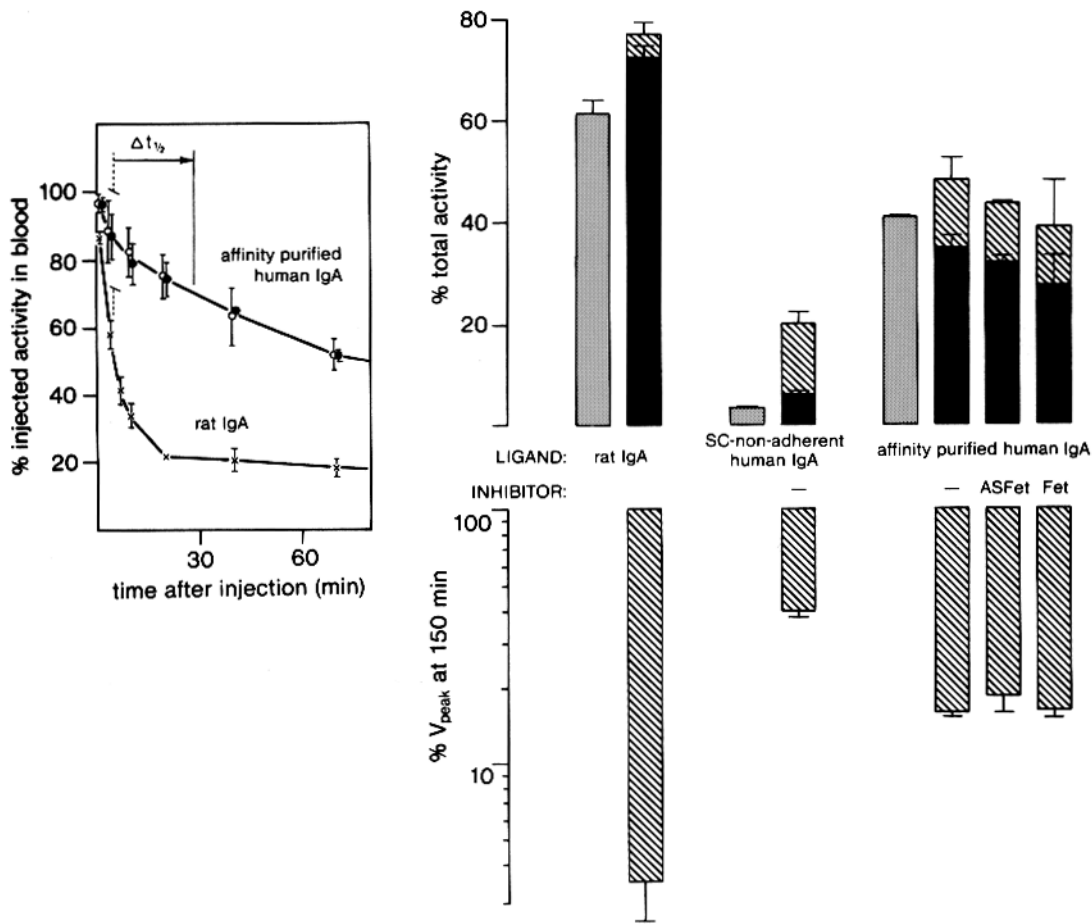 Δ t½
% injected activity in blood
100
80
60
40
20
affinity purified
human IgA
rat IgA
30
60
time after injection (min)
% total activity
80
60
40
20
LIGAND:
rat IgA
SC-non-adherent
human IgA
affinity purified human IgA
INHIBITOR:
—
—
ASFet
Fet
% Vpeak at 150 min
100
10